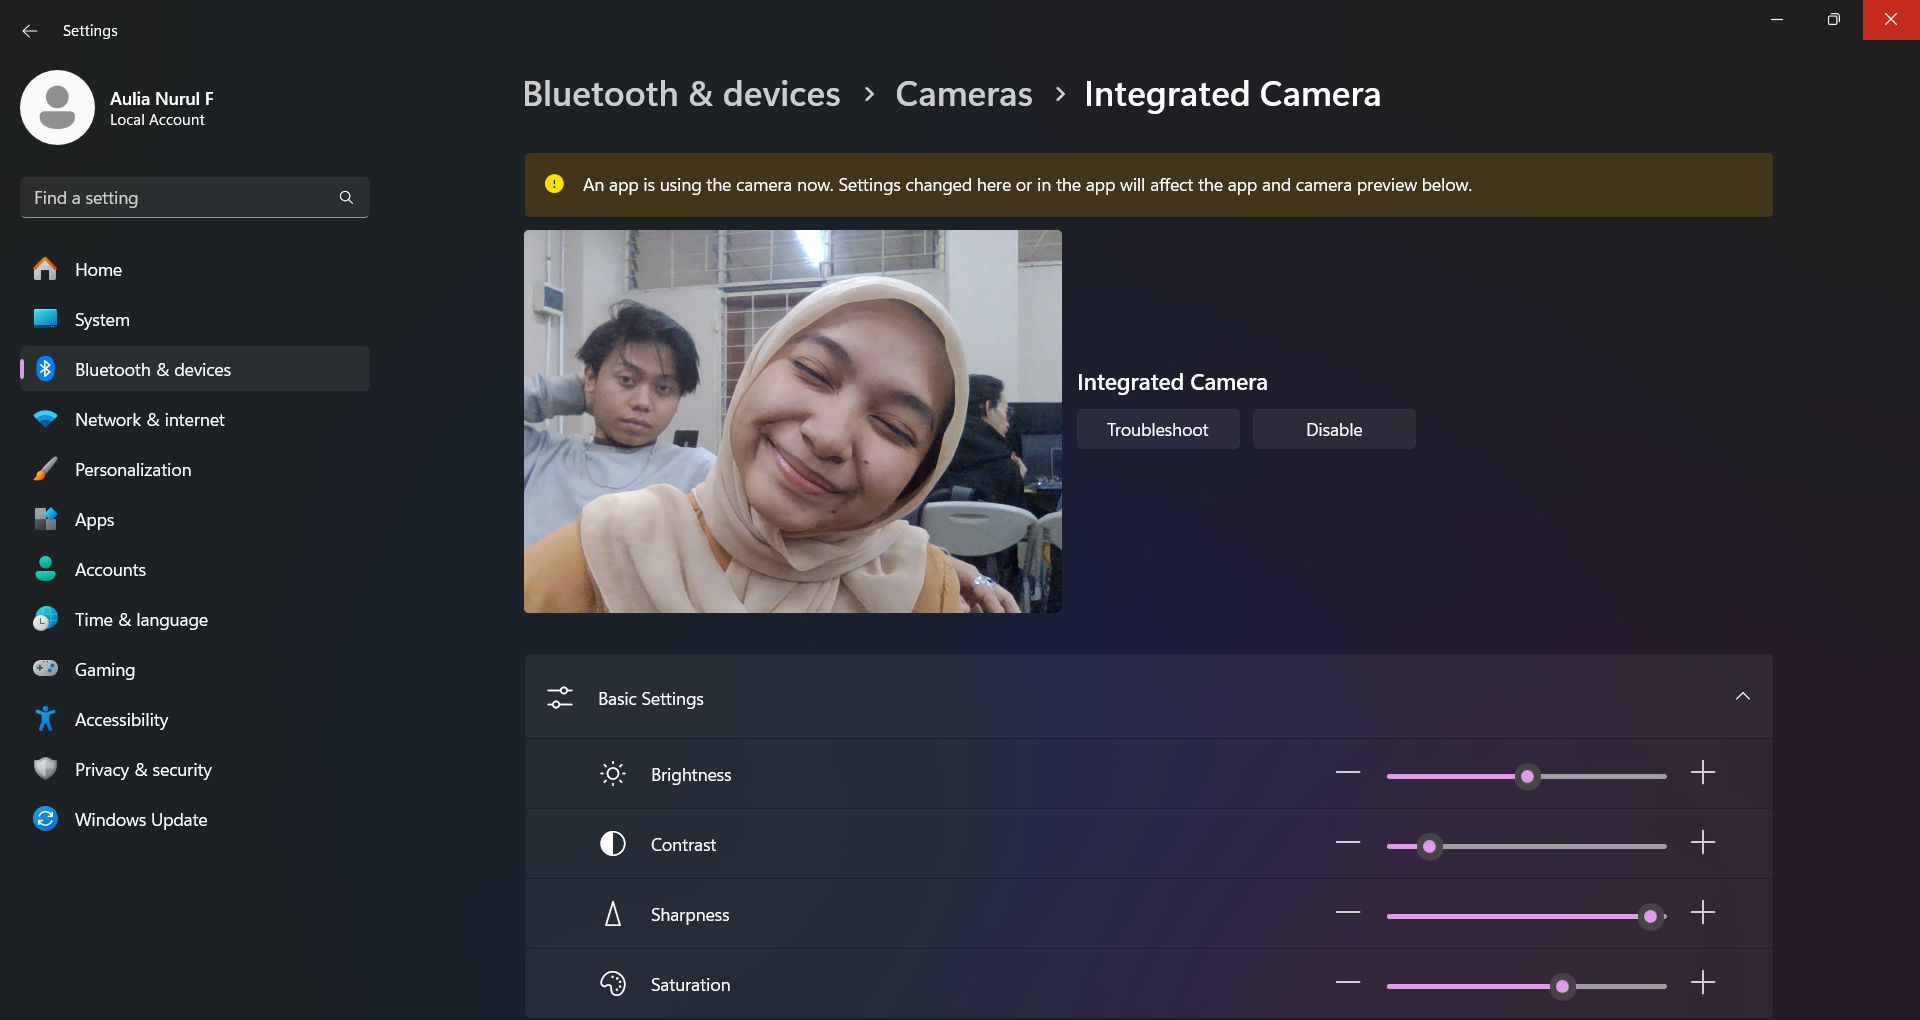 Settings
Aulia Nurul F
Local Account
Find a setting
Home
System
Bluetooth & devices
Network & internet
Personalization
Apps
Accounts
Time & language
Gaming
Accessibility
Privacy & security
Windows Update
Bluetooth & devices > Cameras > Integrated Camera
An app is using the camera now. Settings changed here or in the app will affect the app and camera preview below.
Integrated Camera
Troubleshoot
Disable
Basic Settings
Brightness
Contrast
Sharpness
Saturation